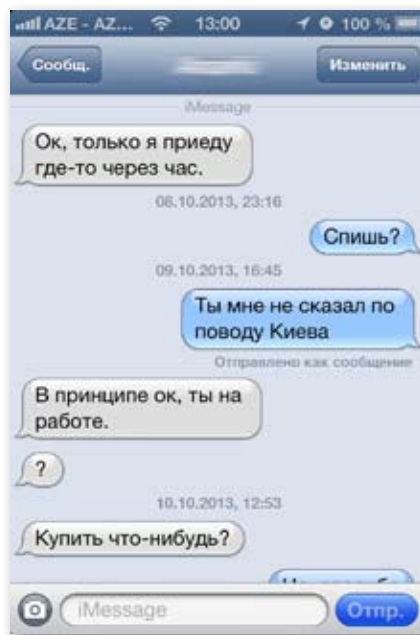 AZE - AZ... 13:00 100 %
Сообщ. Изменить
iMessage
Ок, только я приеду
где-то через час.
08.10.2013, 23:16
Спишь?
09.10.2013, 16:45
Ты мне не сказал по
поводу Киева
Отправлено как сообщение
В принципе ок, ты на
работе.
?
10.10.2013, 12:53
Купить что-нибудь?
iMessage Отпр.